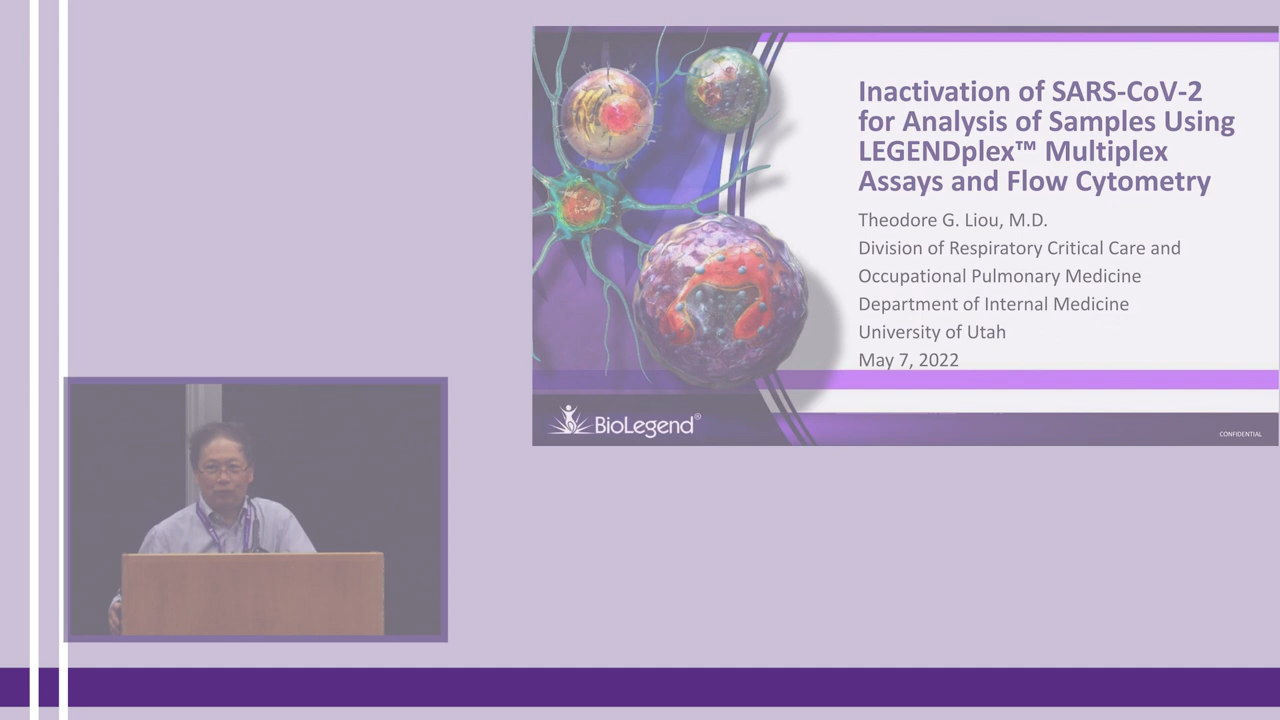 Inactivation of SARS-CoV-2
for Analysis of Samples Using
LEGENDplex™ Multiplex
Assays and Flow Cytometry
Theodore G. Liou, M.D.
Division of Respiratory Critical Care and
Occupational Pulmonary Medicine
Department of Internal Medicine
University of Utah
May 7, 2022
BioLegend®
CONFIDENTIAL